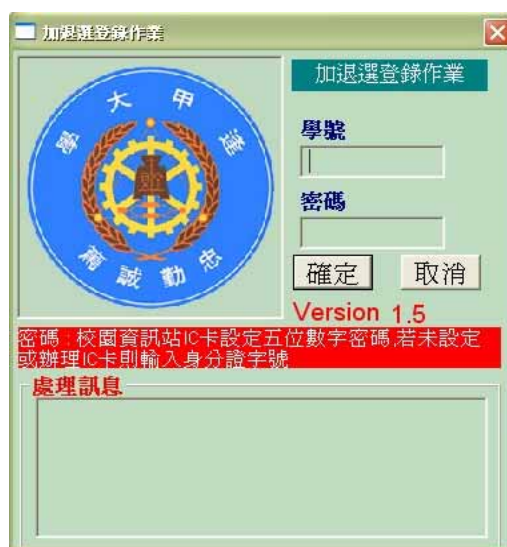 加退選登錄作業
逢甲大學
忠勤誠篤
加退選登錄作業
學號
密碼
確定
取消
Version 1.5
密碼:校園資訊站IC卡設定五位數字密碼,若未設定
或辦理IC卡則輸入身分證字號
處理訊息